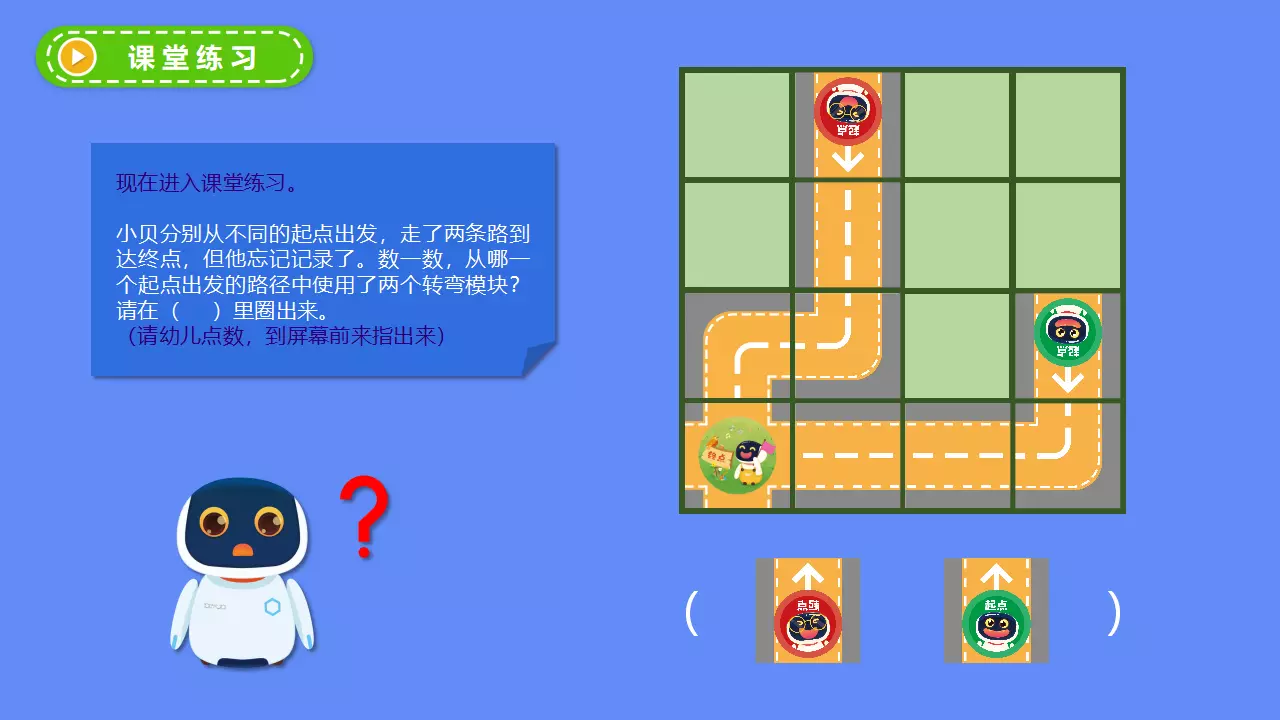 课堂练习
现在进入课堂练习。
小贝分别从不同的起点出发，走了两条路到
达终点，但他忘记记录了。数一数，从哪一
个起点出发的路径中使用了两个转弯模块？
请在（  ）里圈出来。
（请幼儿点数，到屏幕前来指出来）
起点
起点
终点
?
( 起点 起点 )